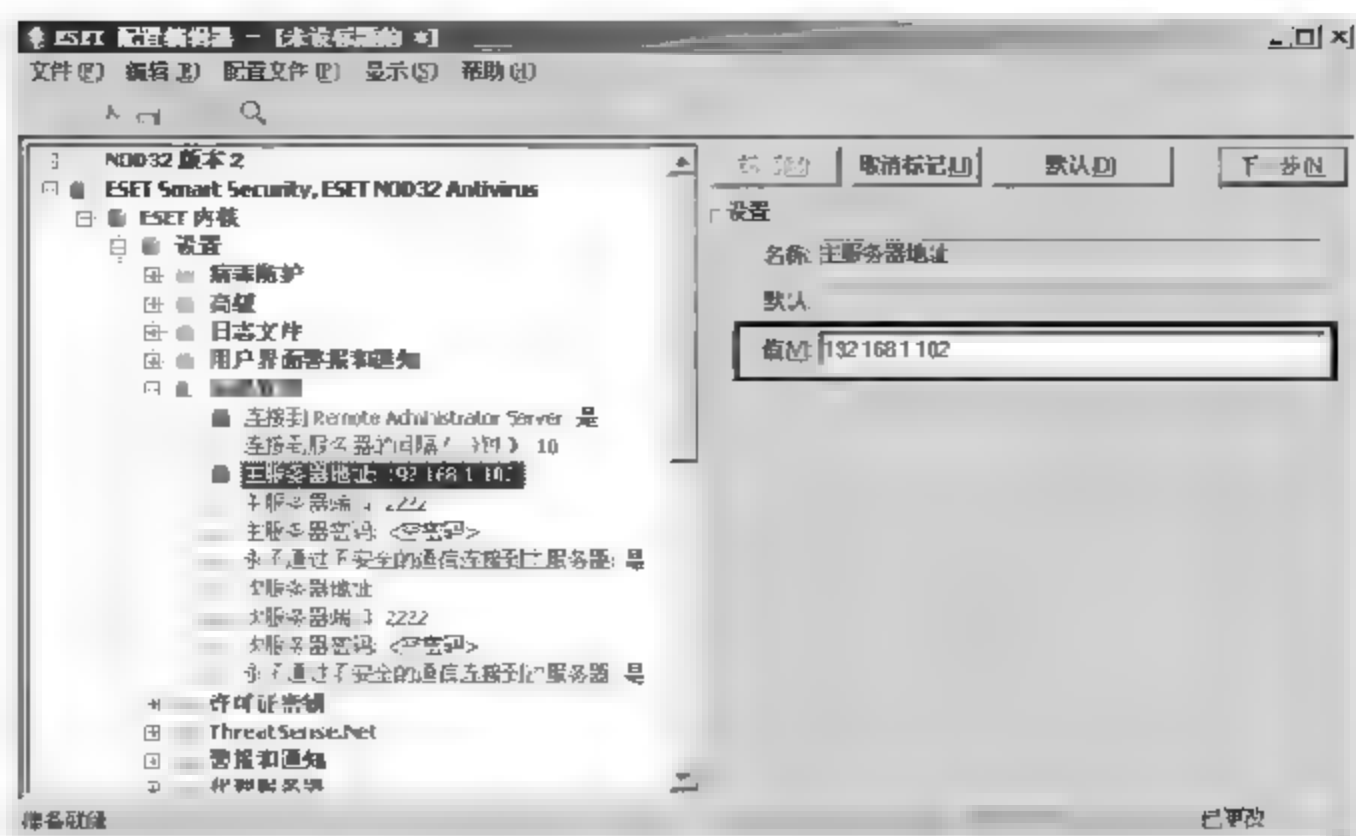 ESET 配置编辑器 - [未设标题的 *]
文件(F) 编辑(E) 配置文件(P) 显示(S) 帮助(H)
NOD32 版本 2
ESET Smart Security, ESET NOD32 Antivirus
ESET 内核
设置
病毒防护
高级
日志文件
用户界面警报和通知
连接到 Remote Administrator Server 是
连接到服务器的间隔 10
主服务器地址: 192.168.1.102
主服务器端口 2222
主服务器密码: <空密码>
永不通过不安全的通信连接到主服务器: 是
次服务器地址
次服务器端口 2222
次服务器密码: <空密码>
永不通过不安全的通信连接到次服务器 是
许可证密钥
ThreatSense.Net
警报和通知
代理服务器
准备就绪
取消标记(U) 默认(D) 下一步(N
设置
名称: 主服务器地址
默认
值(V): 192 168 1 102
已更改